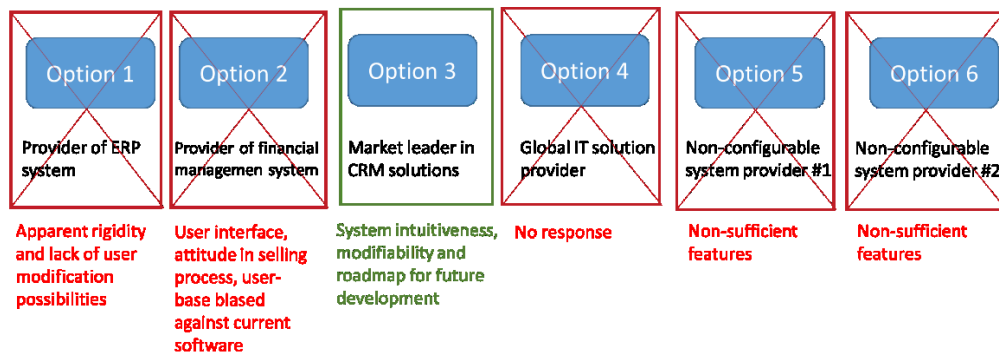 Option 1
Provider of ERP
system
Apparent rigidity
and lack of user
modification
possibilities
Option 2
Provider of financial
managemen system
User interface,
attitude in selling
process, user-
base biased
against current
software
Option 3
Market leader in
CRM solutions
System intuitiveness,
modifiability and
roadmap for future
development
Option 4
Global IT solution
provider
No response
Option 5
Non-configurable
system provider #1
Non-sufficient
features
Option 6
Non-configurable
system provider #2
Non-sufficient
features